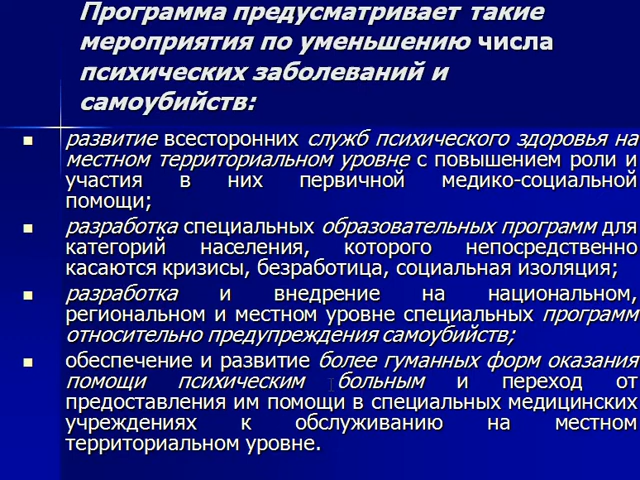 Программа предусматривает такие
мероприятия по уменьшению числа
психических заболеваний и
самоубийств:
развитие всесторонних служб психического здоровья на
местном территориальном уровне с повышением роли и
участия в них первичной медико-социальной
помощи;
разработка специальных образовательных программ для
категорий населения, которого непосредственно
касаются кризисы, безработица, социальная изоляция;
разработка и внедрение на национальном,
региональном и местном уровне специальных программ
относительно предупреждения самоубийств;
обеспечение и развитие более гуманных форм оказания
помощи психическим больным и переход от
предоставления им помощи в специальных медицинских
учреждениях к обслуживанию на местном
территориальном уровне.